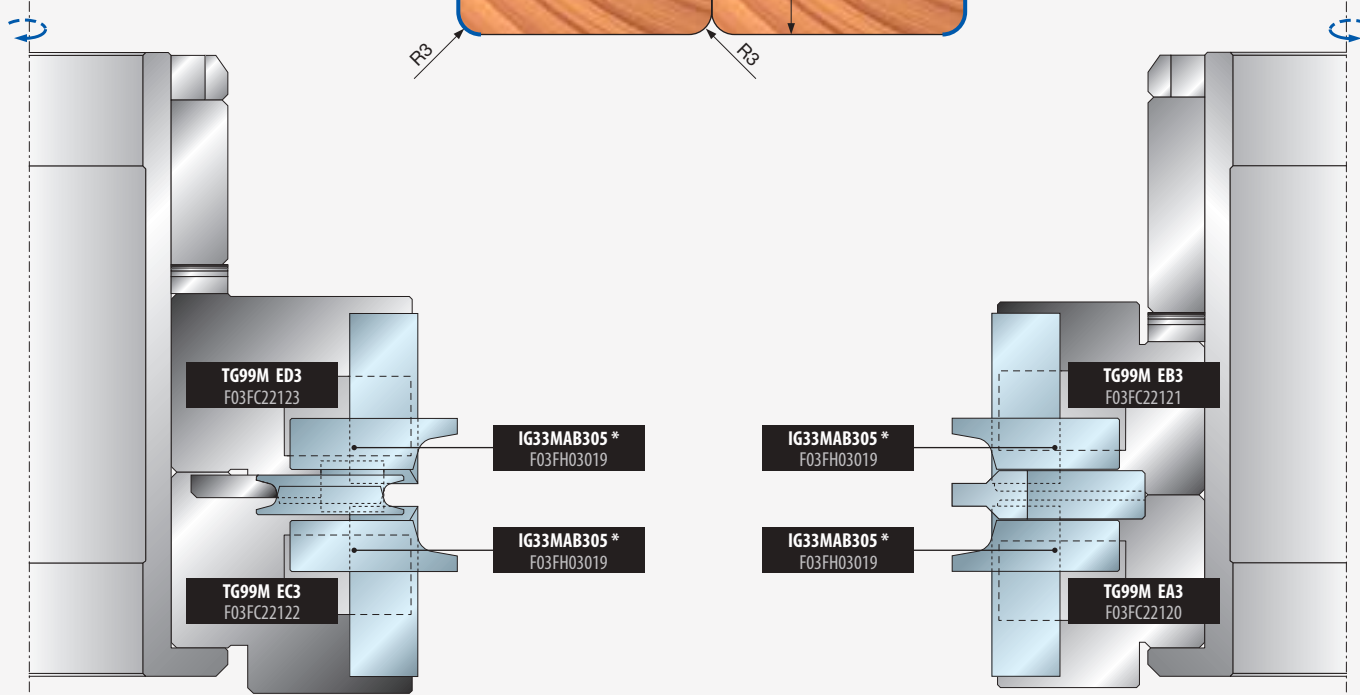 R3
R3
TG99M ED3
F03FC22123
IG33MAB305 *
F03FH03019
IG33MAB305 *
F03FH03019
TG99M EC3
F03FC22122
TG99M EB3
F03FC22121
IG33MAB305 *
F03FH03019
IG33MAB305 *
F03FH03019
TG99M EA3
F03FC22120